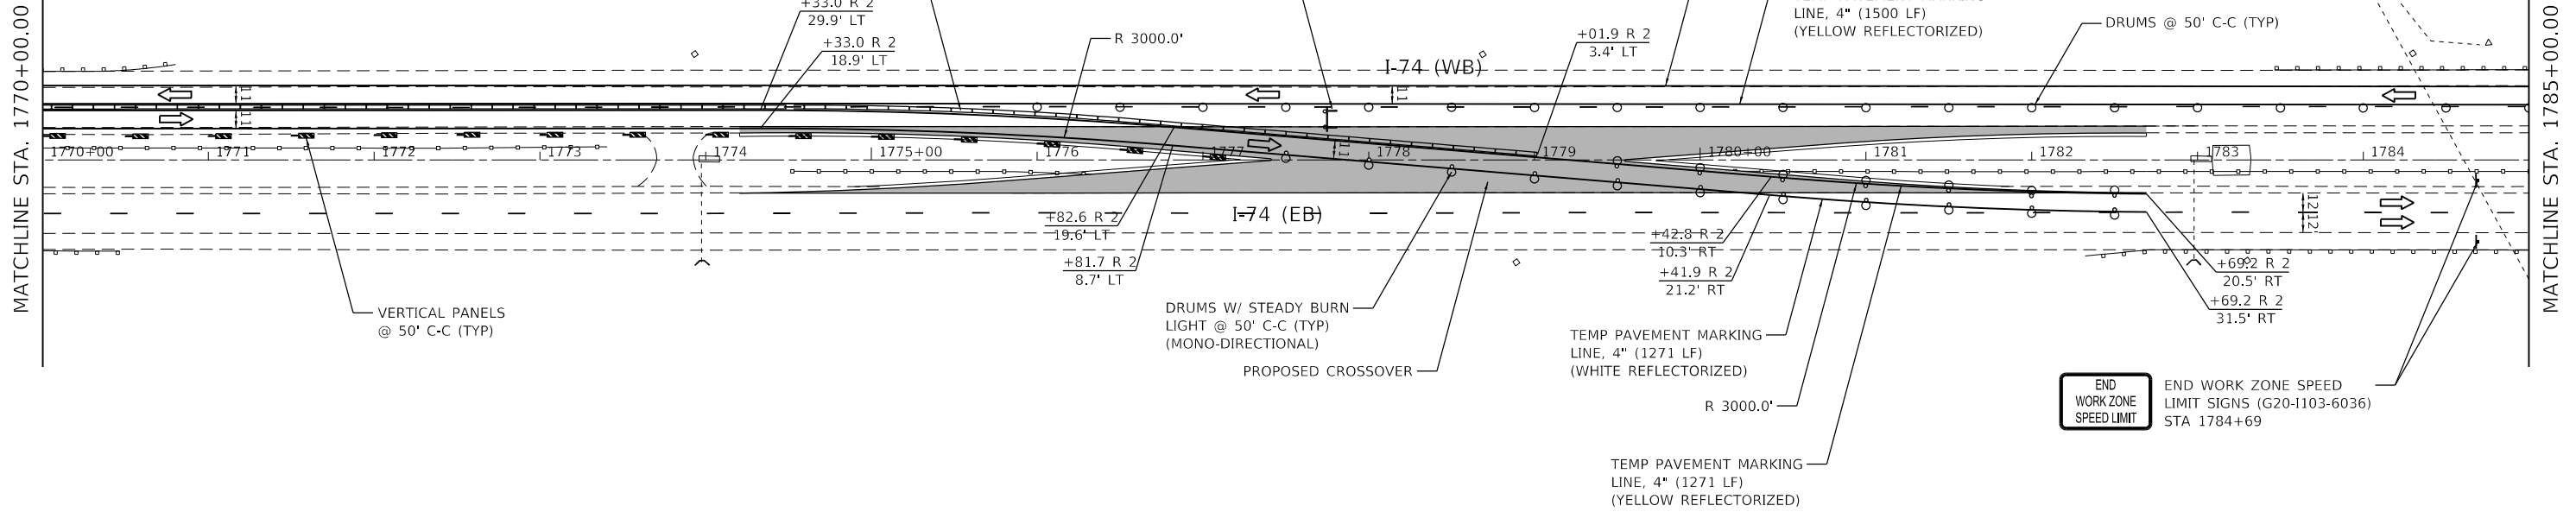 MATCHLINE STA. 1770+00.00
+33.0 R 2
29.9' LT
+33.0 R 2
18.9' LT
R 3000.0'
I-74 (WB)
+01.9 R 2
3.4' LT
LINE, 4" (1500 LF)
(YELLOW REFLECTORIZED)
DRUMS @ 50' C-C (TYP)
MATCHLINE STA. 1785+00.00
11'
11'
11'
11'
1770+00
1771
1772
1773
1774
1775+00
1776
1777
1778
1779
1780+00
1781
1782
1783
1784
12'
12'
I-74 (EB)
+82.6 R 2
19.6' LT
+81.7 R 2
8.7' LT
+42.8 R 2
10.3' RT
+41.9 R 2
21.2' RT
+69.2 R 2
20.5' RT
+69.2 R 2
31.5' RT
VERTICAL PANELS
@ 50' C-C (TYP)
DRUMS W/ STEADY BURN
LIGHT @ 50' C-C (TYP)
(MONO-DIRECTIONAL)
PROPOSED CROSSOVER
TEMP PAVEMENT MARKING
LINE, 4" (1271 LF)
(WHITE REFLECTORIZED)
R 3000.0'
TEMP PAVEMENT MARKING
LINE, 4" (1271 LF)
(YELLOW REFLECTORIZED)
END
WORK ZONE
SPEED LIMIT
END WORK ZONE SPEED
LIMIT SIGNS (G20-I103-6036)
STA 1784+69